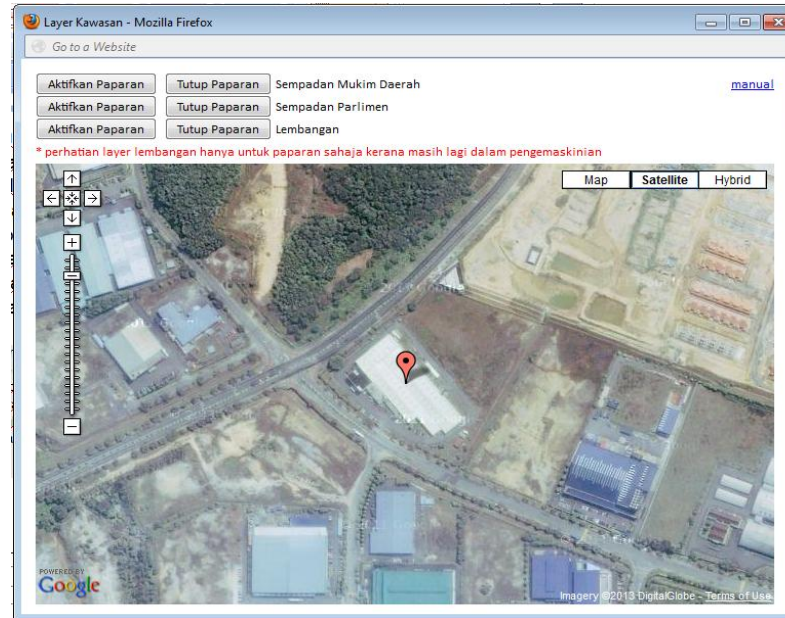 Layer Kawasan - Mozilla Firefox
Go to a Website
Aktifkan Paparan Tutup Paparan Sempadan Mukim Daerah manual
Aktifkan Paparan Tutup Paparan Sempadan Parlimen
Aktifkan Paparan Tutup Paparan Lembangan
* perhatian layer lembangan hanya untuk paparan sahaja kerana masih lagi dalam pengemaskinian
Map Satellite Hybrid
POWERED BY
Google
Imagery ©2013 DigitalGlobe - Terms of Use